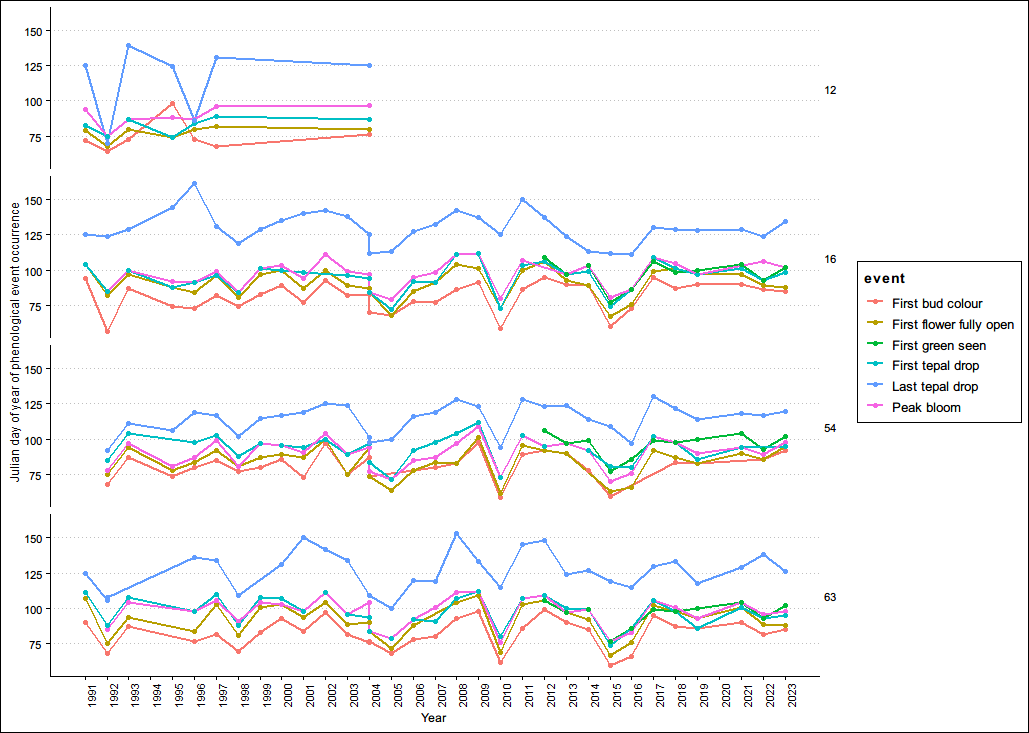 150
125
100
75
12
150
125
100
75
16
150
125
100
75
54
150
125
100
75
63
Julian day of year of phenological event occurrence
1991 1992 1993 1994 1995 1996 1997 1998 1999 2000 2001 2002 2003 2004 2005 2006 2007 2008 2009 2010 2011 2012 2013 2014 2015 2016 2017 2018 2019 2020 2021 2022 2023
Year
event
First bud colour
First flower fully open
First green seen
First tepal drop
Last tepal drop
Peak bloom